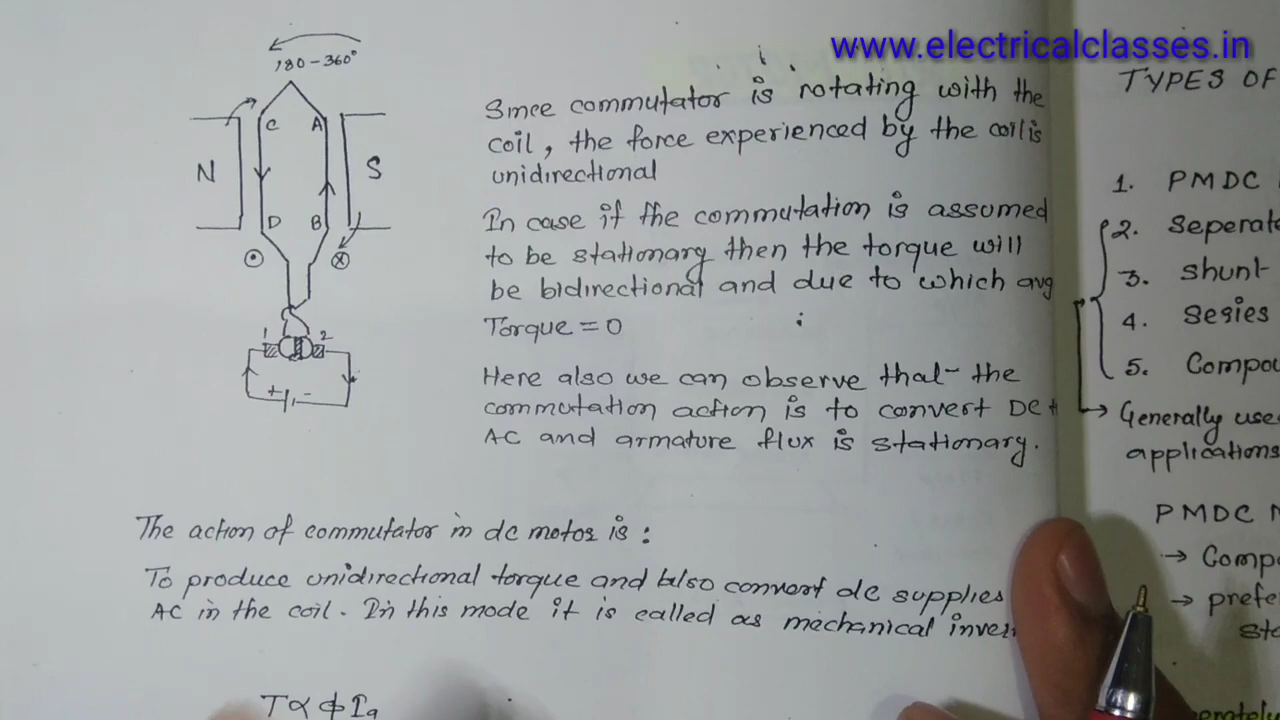 www.electricalclasses.in
180-360°
C A
N S
D B
1 2
+ -
Since commutator is rotating with the
coil, the force experienced by the coil is
unidirectional
In case if the commutation is assumed
to be stationary then the torque will
be bidirectional and due to which avg
Torque = 0
Here also we can observe that the
commutation action is to convert DC
AC and armature flux is stationary.
The action of commutator in dc motor is:
To produce unidirectional torque and also convert dc supplies
AC in the coil. In this mode it is called as mechanical inver
T ∝ ϕ Ia
TYPES OF
1. PMDC
2. Seperate
3. Shunt
4. Series
5. Compou
Generally use
applications
PMDC
→ Compe
→ prefe
sta
perately